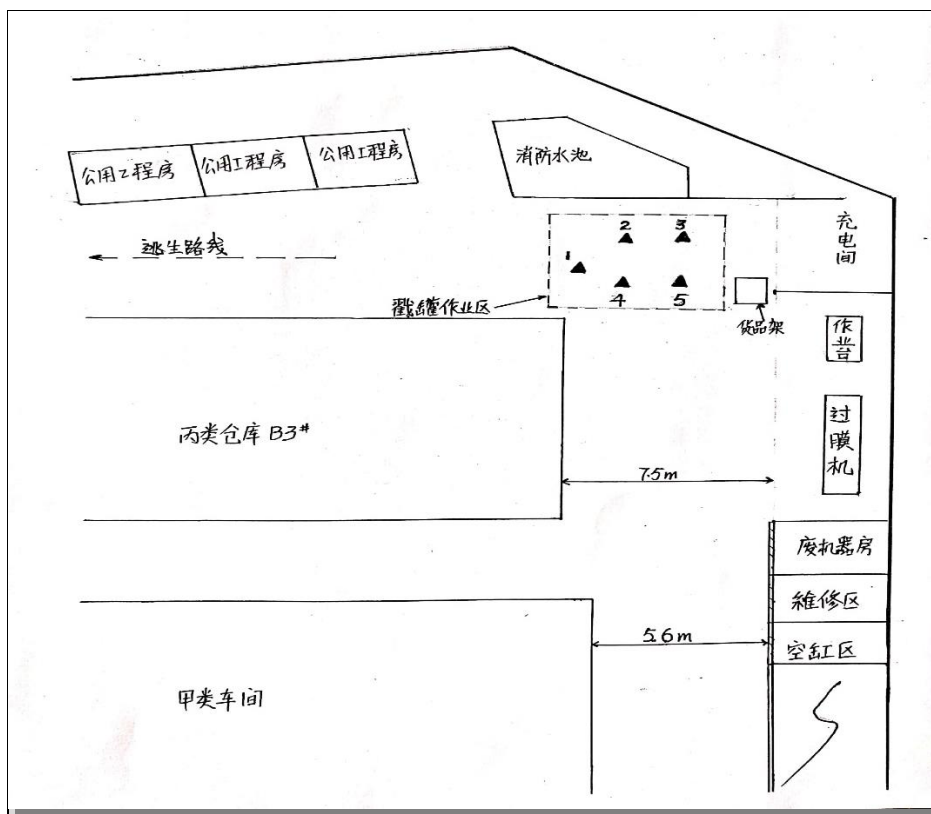 公用工程房
公用工程房
公用工程房
消防水池
充电间
逃生路线
1
2
3
4
5
戳罐作业区
货品架
作业台
丙类仓库 B3#
过膜机
7.5m
废机器房
維修区
5.6m
空缸区
甲类车间